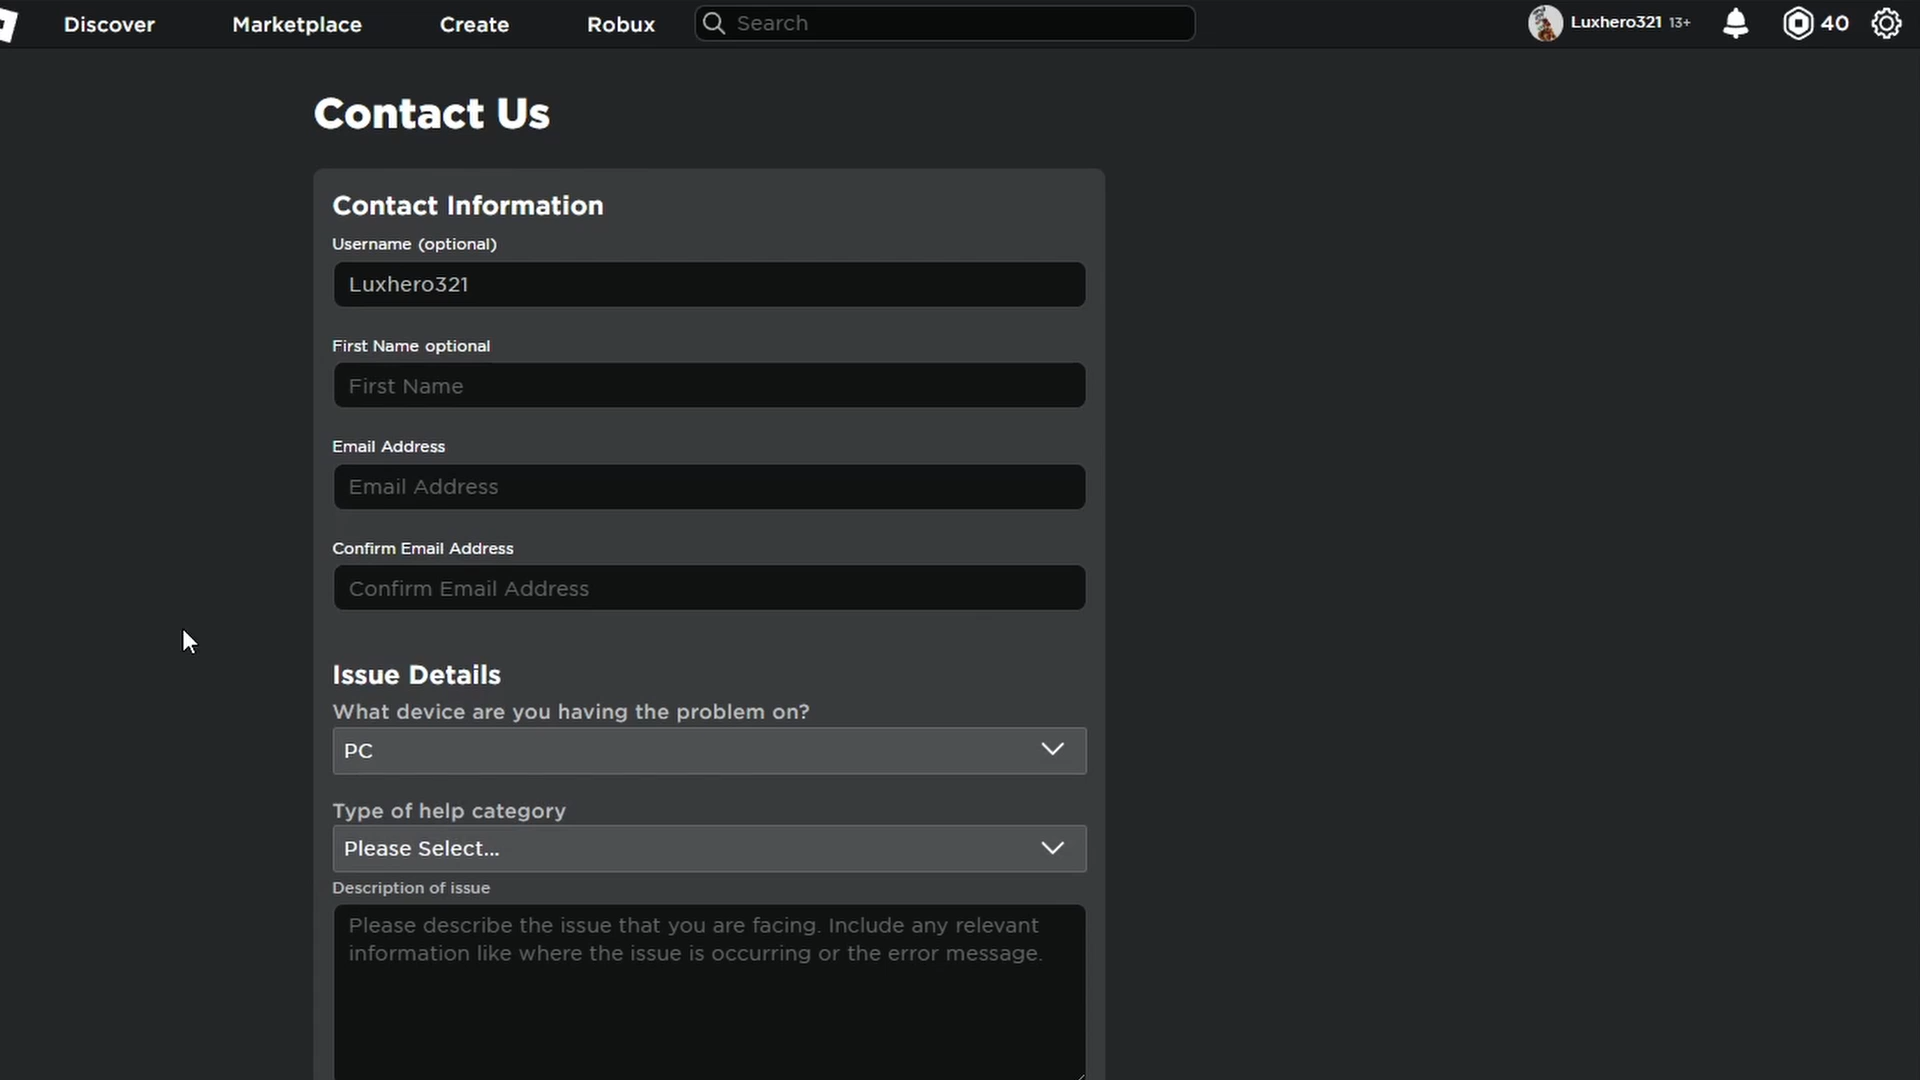 Discover Marketplace Create Robux Search Luxhero321 13+ 40
Contact Us
Contact Information
Username (optional)
Luxhero321
First Name optional
First Name
Email Address
Email Address
Confirm Email Address
Confirm Email Address
Issue Details
What device are you having the problem on?
PC
Type of help category
Please Select...
Description of issue
Please describe the issue that you are facing. Include any relevant
information like where the issue is occurring or the error message.